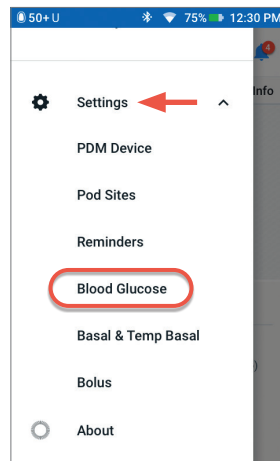 50+ U 75% 12:30 PM
4
Info
Settings
PDM Device
Pod Sites
Reminders
Blood Glucose
Basal & Temp Basal
Bolus
About
)